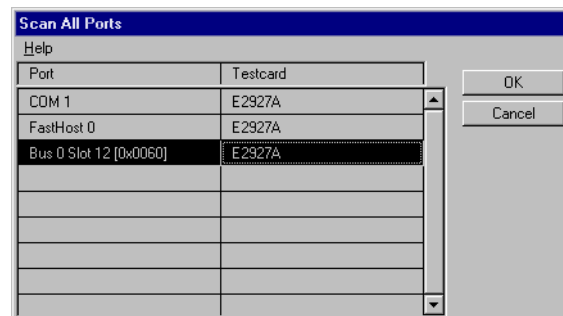 Scan All Ports
Help
Port Testcard
OK
COM 1 E2927A
Cancel
FastHost 0 E2927A
Bus 0 Slot 12 [0x0060] E2927A